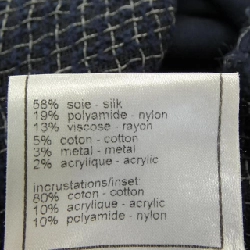 58% soie - silk
19% polyamide - nylon
13% viscose - rayon
5% coton - cotton
3% metal - metal
2% acrylique - acrylic
incrustations/inset:
80% coton - cotton
10% acrylique - acrylic
10% polyamide - nylon